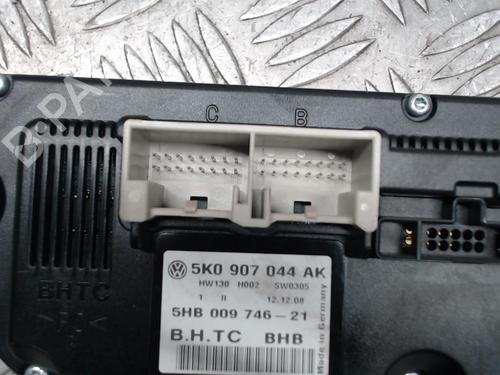 C B
B-PARTS
BHTC
5K0 907 044 AK
HW130 H002 SW0305
1 II 12.12.08
5HB 009 746-21
B.H.TC BHB
Made in Germany